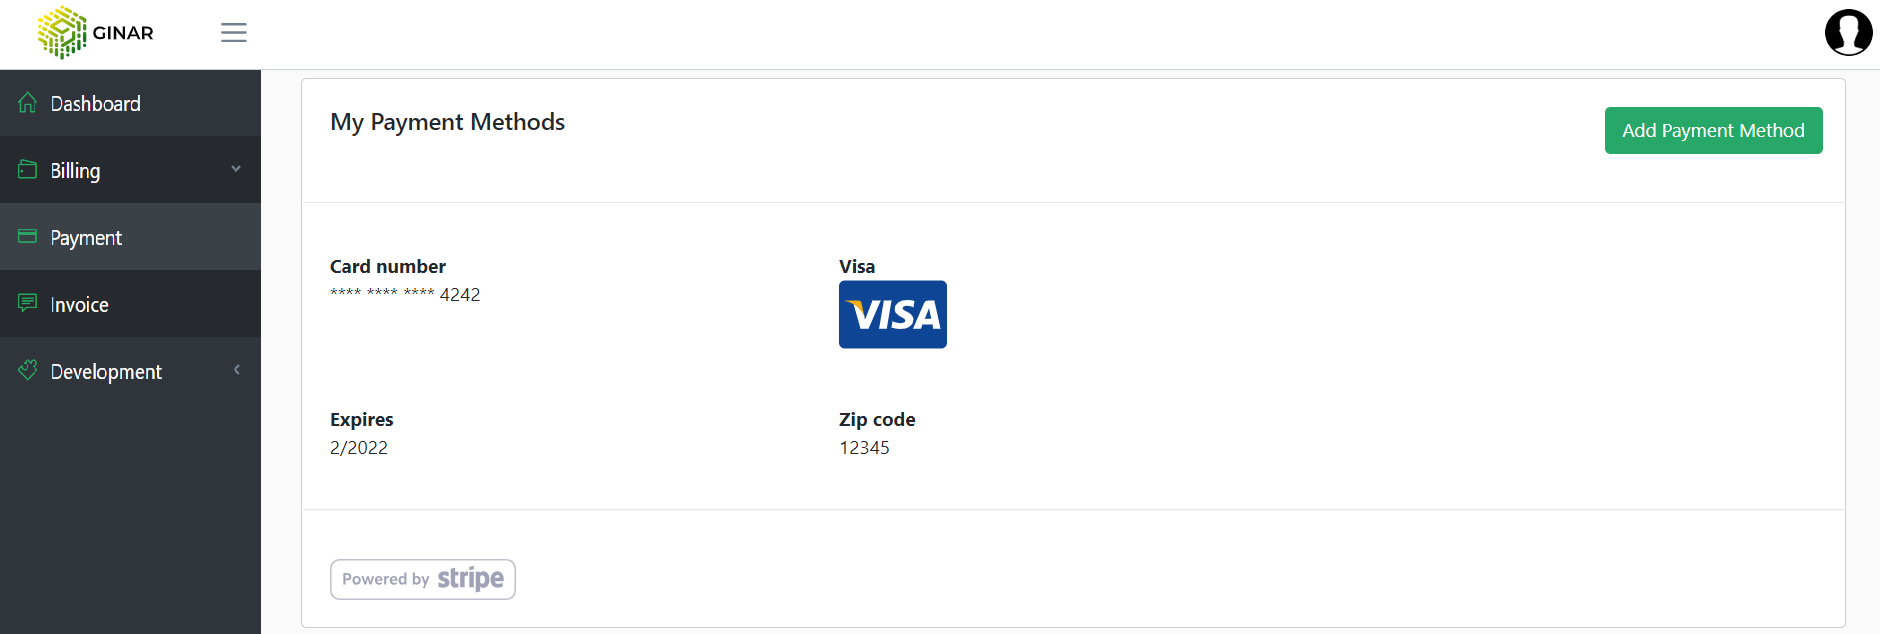 GINAR
Dashboard
Billing
Payment
Invoice
Development
My Payment Methods
Add Payment Method
Card number
**** **** **** 4242
Visa
VISA
Expires
2/2022
Zip code
12345
Powered by stripe